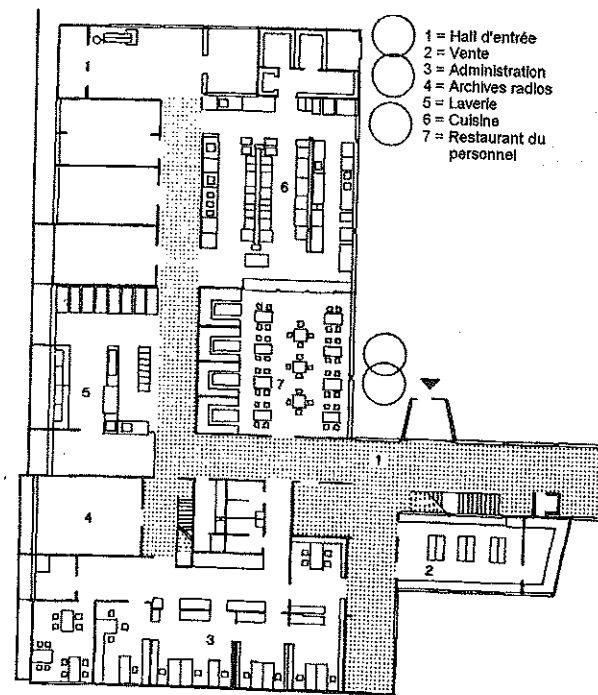 1 = Hall d'entrée
2 = Vente
3 = Administration
4 = Archives radios
5 = Laverie
6 = Cuisine
7 = Restaurant du
personnel
6
7
5
1
4
2
3